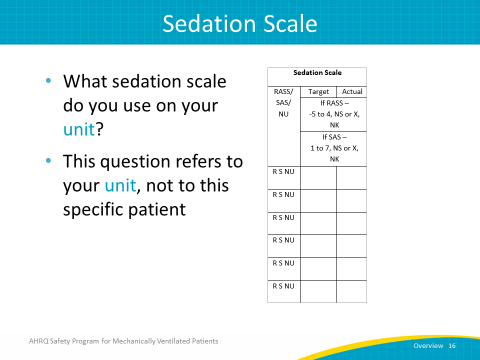 Sedation Scale
• What sedation scale
do you use on your
unit?
• This question refers to
your unit, not to this
specific patient
Sedation Scale
RASS/
SAS/
NU
Target Actual
If RASS –
-5 to 4, NS or X,
NK
If SAS –
1 to 7, NS or X,
NK
R S NU
R S NU
R S NU
R S NU
R S NU
R S NU
AHRQ Safety Program for Mechanically Ventilated Patients
Overview 16